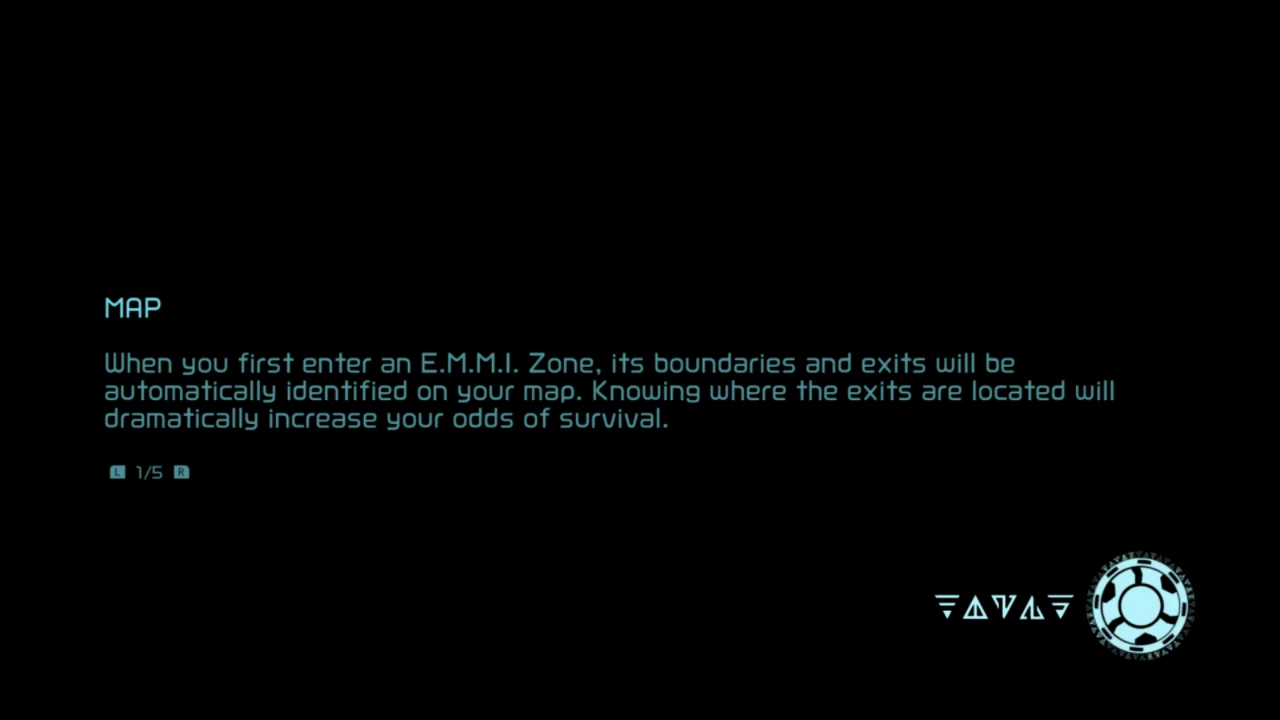 MAP
When you first enter an E.M.M.I. Zone, its boundaries and exits will be
automatically identified on your map. Knowing where the exits are located will
dramatically increase your odds of survival.
L 1/5 R